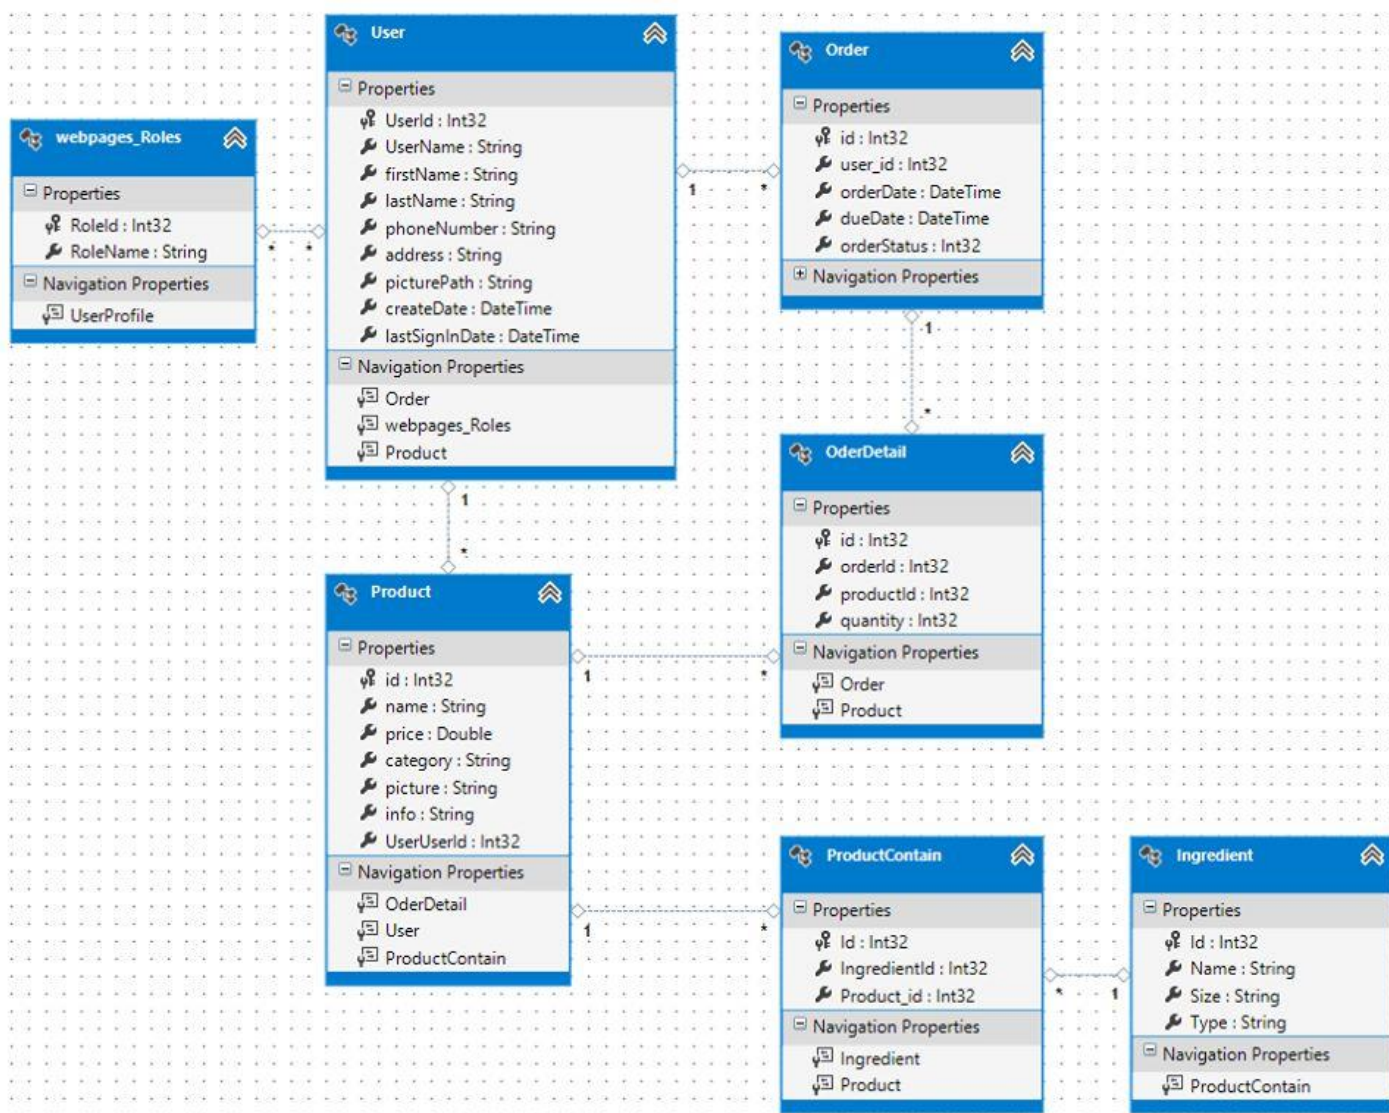 webpages_Roles
Properties
RoleId : Int32
RoleName : String
Navigation Properties
UserProfile
*
*
User
Properties
UserId : Int32
UserName : String
firstName : String
lastName : String
phoneNumber : String
address : String
picturePath : String
createDate : DateTime
lastSignInDate : DateTime
Navigation Properties
Order
webpages_Roles
Product
1
*
Order
Properties
id : Int32
user_id : Int32
orderDate : DateTime
dueDate : DateTime
orderStatus : Int32
Navigation Properties
1
*
OderDetail
Properties
id : Int32
orderId : Int32
productId : Int32
quantity : Int32
Navigation Properties
Order
Product
1
*
Product
Properties
id : Int32
name : String
price : Double
category : String
picture : String
info : String
UserUserId : Int32
Navigation Properties
OderDetail
User
ProductContain
1
*
1
*
ProductContain
Properties
Id : Int32
IngredientId : Int32
Product_id : Int32
Navigation Properties
Ingredient
Product
*
1
Ingredient
Properties
Id : Int32
Name : String
Size : String
Type : String
Navigation Properties
ProductContain